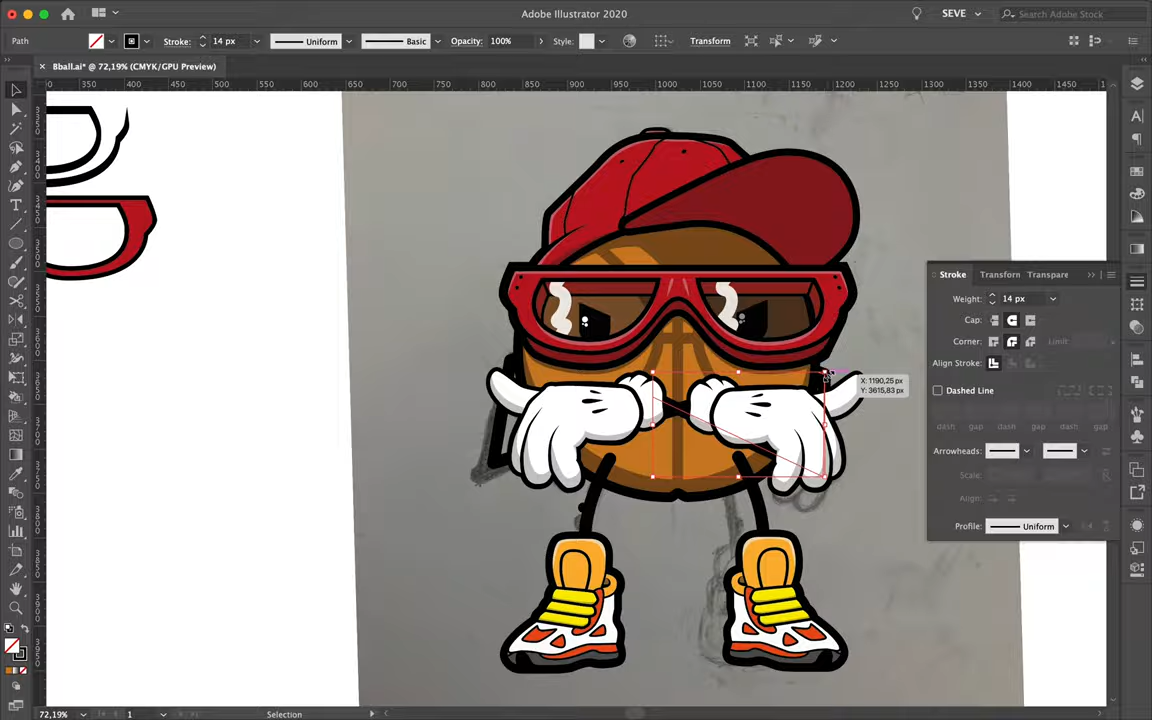 Adobe Illustrator 2020
SEVE
Search Adobe Stock
Path
Stroke:
14 px
Uniform
Basic
Opacity:
100%
Style:
Transform
× Bball.ai* @ 72,19% (CMYK/GPU Preview)
550 600 650 700 750 800 850 900 950 1000 1050 1100 1150 1200 1250 1300 1350 1400 1450
Stroke
Transform
Transpare
Weight:
14 px
Cap:
Corner:
Limit
Align Stroke:
X: 1190,25 px
Y: 3615,83 px
Dashed Line
dash gap dash gap dash gap
Arrowheads:
Scale:
Align:
Profile:
Uniform
72,19%
1
Selection